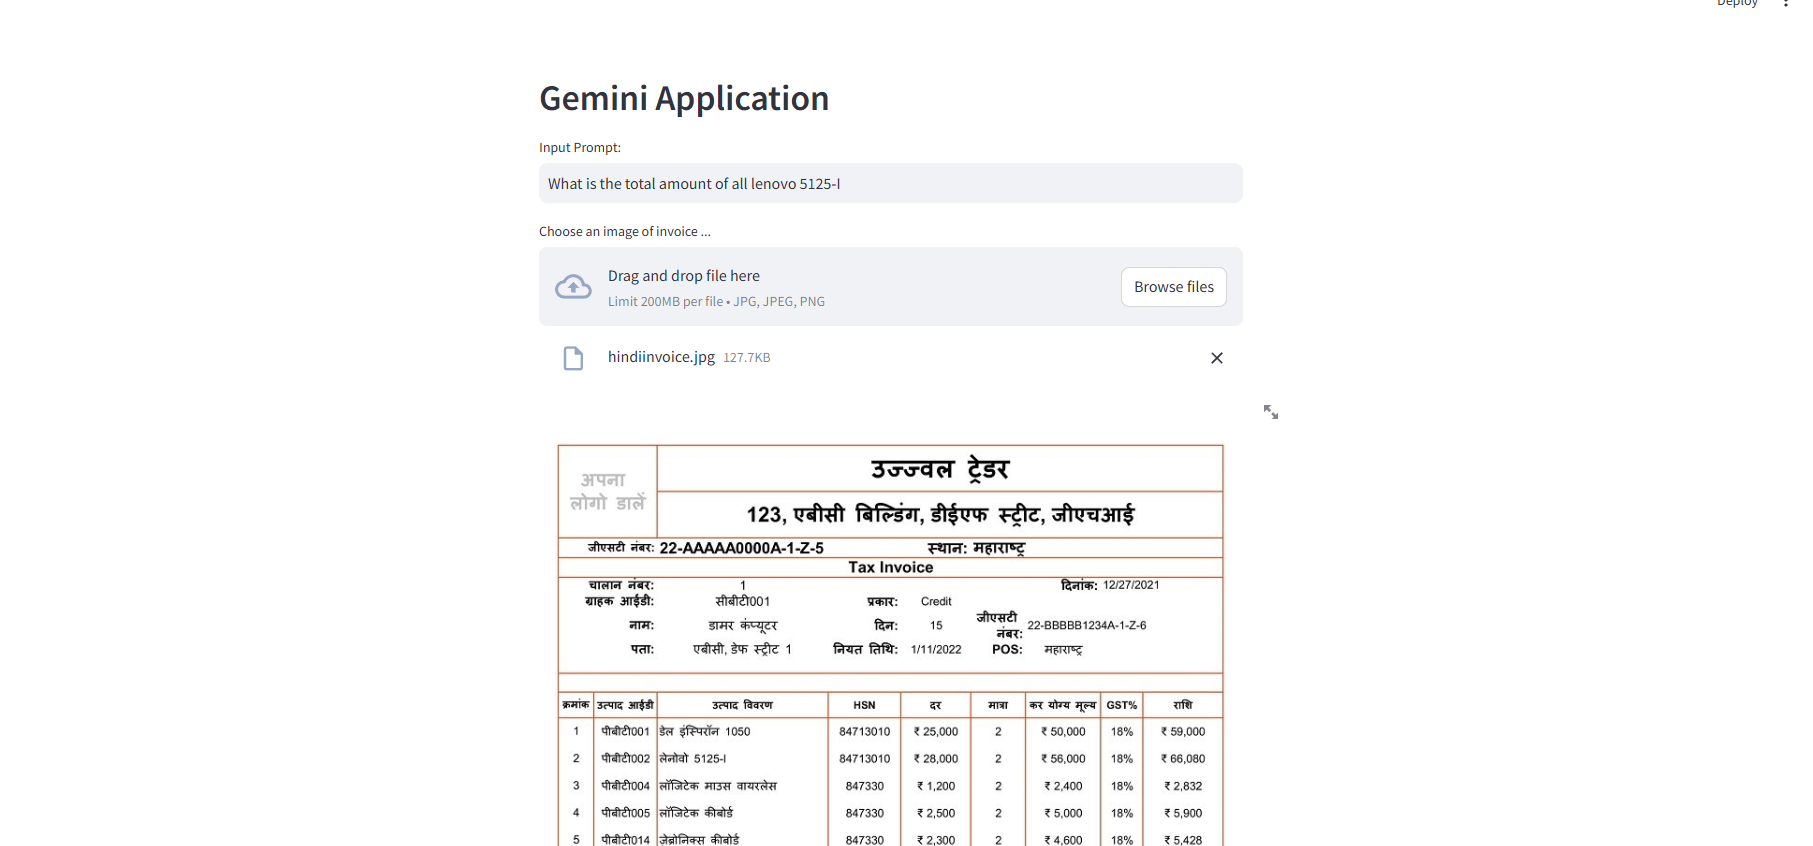 Deploy
Gemini Application
Input Prompt:
What is the total amount of all lenovo 5125-I
Choose an image of invoice ...
Drag and drop file here
Limit 200MB per file • JPG, JPEG, PNG
Browse files
hindiinvoice.jpg 127.7KB
अपना
लोगो डालें
उज्ज्वल ट्रेडर
123, एबीसी बिल्डिंग, डीईएफ स्ट्रीट, जीएचआई
जीएसटी नंबर: 22-AAAAA0000A-1-Z-5 स्थान: महाराष्ट्र
Tax Invoice
चालान नंबर: 1 दिनांक: 12/27/2021
ग्राहक आईडी: सीबीटी001 प्रकार: Credit
नाम: डामर कंप्यूटर दिन: 15 जीएसटी नंबर: 22-BBBBB1234A-1-Z-6
पता: एबीसी, डेफ स्ट्रीट 1 नियत तिथि: 1/11/2022 POS: महाराष्ट्र
क्रमांक उत्पाद आईडी उत्पाद विवरण HSN दर मात्रा कर योग्य मूल्य GST% राशि
1 पीबीटी001 डेल इंस्पिरॉन 1050 84713010 ₹ 25,000 2 ₹ 50,000 18% ₹ 59,000
2 पीबीटी002 लेनोवो 5125-I 84713010 ₹ 28,000 2 ₹ 56,000 18% ₹ 66,080
3 पीबीटी004 लॉजिटेक माउस वायरलेस 847330 ₹ 1,200 2 ₹ 2,400 18% ₹ 2,832
4 पीबीटी005 लॉजिटेक कीबोर्ड 847330 ₹ 2,500 2 ₹ 5,000 18% ₹ 5,900
5 पीबीटी014 ज़ेब्रोनिक्स कीबोर्ड 847330 ₹ 2,300 2 ₹ 4,600 18% ₹ 5,428